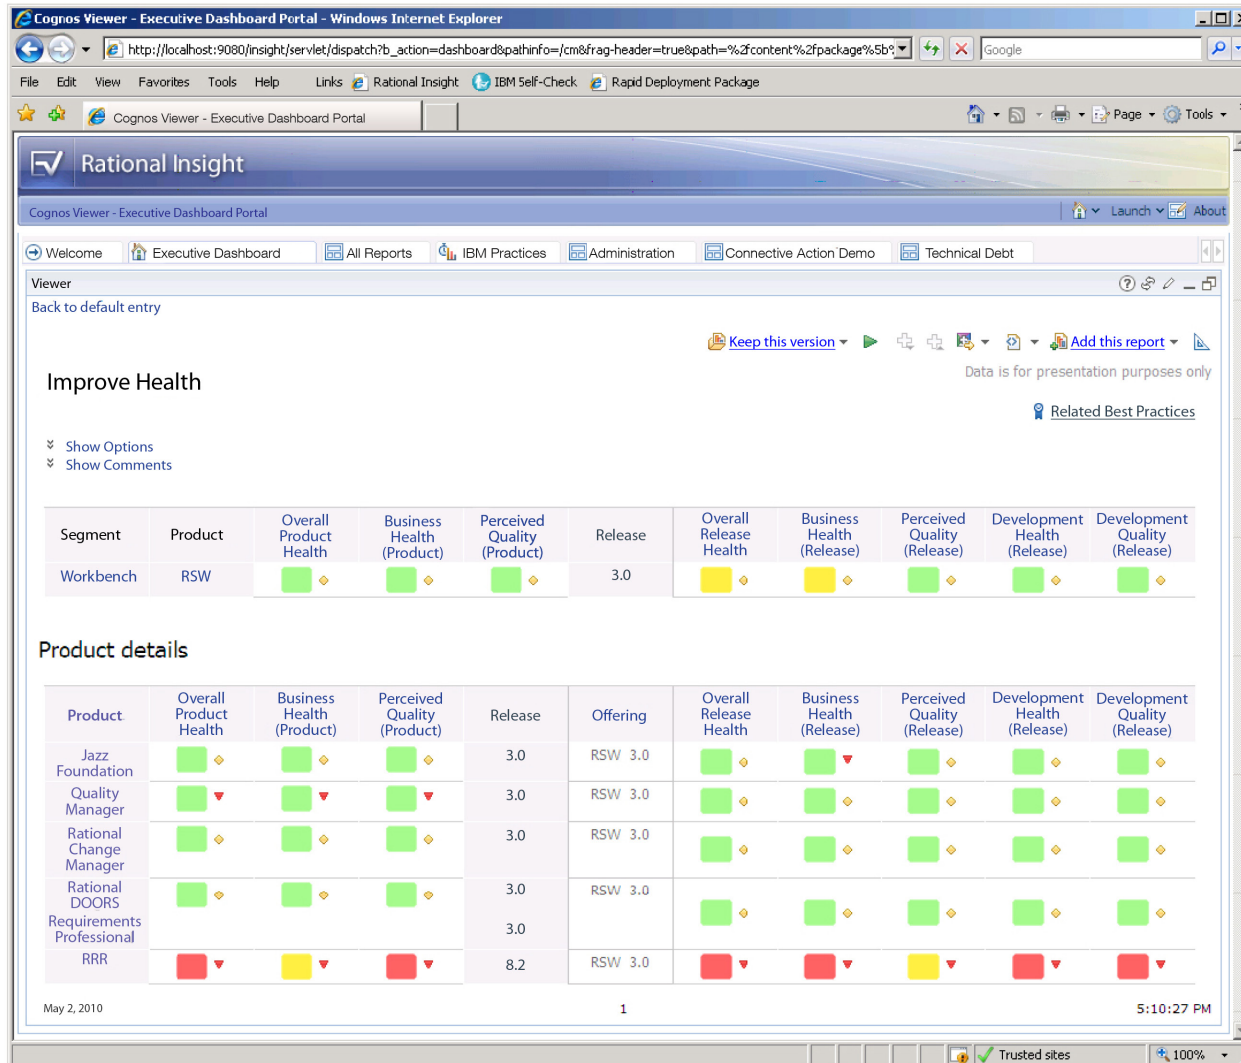 Cognos Viewer - Executive Dashboard Portal - Windows Internet Explorer
http://localhost:9080/insight/servlet/dispatch?b_action=dashboard&pathinfo=/cm&frag-header=true&path=%2fcontent%2fpackage%5b%
Google
File Edit View Favorites Tools Help Links Rational Insight IBM Self-Check Rapid Deployment Package
Cognos Viewer - Executive Dashboard Portal
Page Tools
Rational Insight
Cognos Viewer - Executive Dashboard Portal
Launch About
Welcome Executive Dashboard All Reports IBM Practices Administration Connective Action Demo Technical Debt
Viewer
Back to default entry
Keep this version Add this report
Data is for presentation purposes only
Improve Health
Related Best Practices
Show Options
Show Comments
Segment Product Overall Product Health Business Health (Product) Perceived Quality (Product) Release Overall Release Health Business Health (Release) Perceived Quality (Release) Development Health (Release) Development Quality (Release)
Workbench RSW 3.0
Product details
Product Overall Product Health Business Health (Product) Perceived Quality (Product) Release Offering Overall Release Health Business Health (Release) Perceived Quality (Release) Development Health (Release) Development Quality (Release)
Jazz Foundation 3.0 RSW 3.0
Quality Manager 3.0 RSW 3.0
Rational Change Manager 3.0 RSW 3.0
Rational DOORS 3.0 RSW 3.0
Requirements Professional 3.0
RRR 8.2 RSW 3.0
May 2, 2010 1 5:10:27 PM
Trusted sites 100%